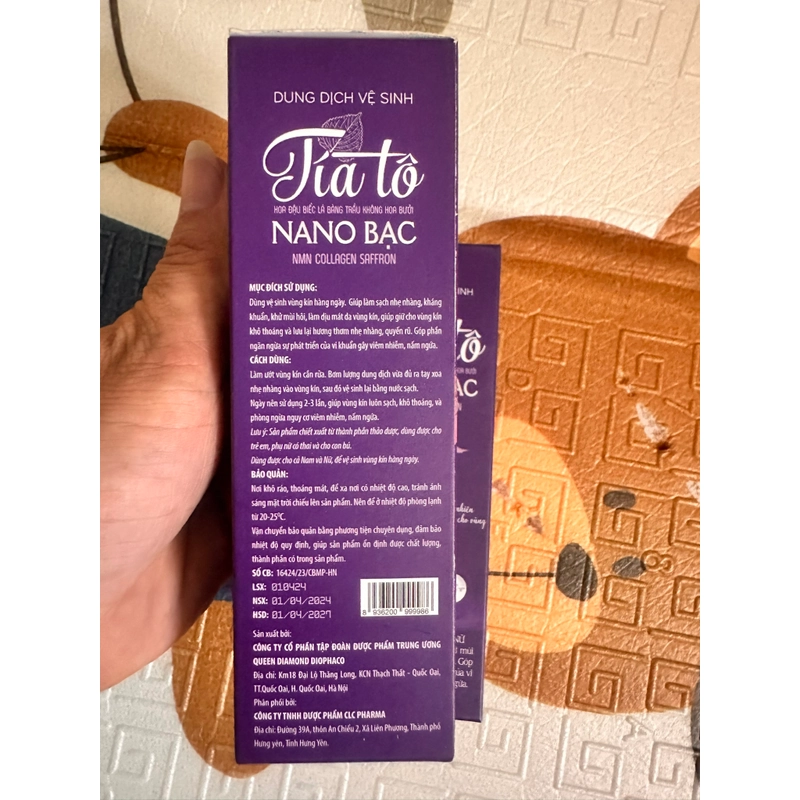 DUNG DỊCH VỆ SINH
Tía tô
HOA ĐẬU BIẾC LÁ BÀNG TRẦU KHÔNG HOA BƯỞI
NANO BẠC
NMN COLLAGEN SAFFRON
MỤC ĐÍCH SỬ DỤNG:
Dùng vệ sinh vùng kín hàng ngày. Giúp làm sạch nhẹ nhàng, kháng
khuẩn, khử mùi hôi, làm dịu mát da vùng kín, giúp giữ cho vùng kín
khô thoáng và lưu lại hương thơm nhẹ nhàng, quyến rũ. Góp phần
ngăn ngừa sự phát triển của vi khuẩn gây viêm nhiễm, nấm ngứa.
CÁCH DÙNG:
Làm ướt vùng kín cần rửa. Bơm lượng dung dịch vừa đủ ra tay xoa
nhẹ nhàng vào vùng kín, sau đó vệ sinh lại bằng nước sạch.
Ngày nên sử dụng 2-3 lần, giúp vùng kín luôn sạch, khô thoáng, và
phòng ngừa nguy cơ viêm nhiễm, nấm ngứa.
Lưu ý: Sản phẩm chiết xuất từ thành phần thảo dược, dùng được cho
trẻ em, phụ nữ có thai và cho con bú.
Dùng được cho cả Nam và Nữ, để vệ sinh vùng kín hàng ngày.
BẢO QUẢN:
Nơi khô ráo, thoáng mát, để xa nơi có nhiệt độ cao, tránh ánh
sáng mặt trời chiếu lên sản phẩm. Nên để ở nhiệt độ phòng lạnh
từ 20-25ºC.
Vận chuyển bảo quản bằng phương tiện chuyên dụng, đảm bảo
nhiệt độ quy định, giúp sản phẩm ổn định được chất lượng,
thành phần có trong sản phẩm.
SỐ CB: 16424/23/CBMP-HN
LSX: 010424
NSX: 01/04/2024
HSD: 01/04/2027
8 936200 999986
Sản xuất bởi:
CÔNG TY CỔ PHẦN TẬP ĐOÀN DƯỢC PHẨM TRUNG ƯƠNG
QUEEN DIAMOND DIOPHACO
Địa chỉ: Km18 Đại Lộ Thăng Long, KCN Thạch Thất - Quốc Oai,
TT.Quốc Oai, H. Quốc Oai, Hà Nội
Phân phối bởi:
CÔNG TY TNHH DƯỢC PHẨM CLC PHARMA
Địa chỉ: Đường 39A, thôn An Chiểu 2, Xã Liên Phương, Thành phố
Hưng yên, Tỉnh Hưng Yên.
SINH
tô
HOA BƯỞI
BẠC
cho vùng
NỮ
mùi
Góp
vi